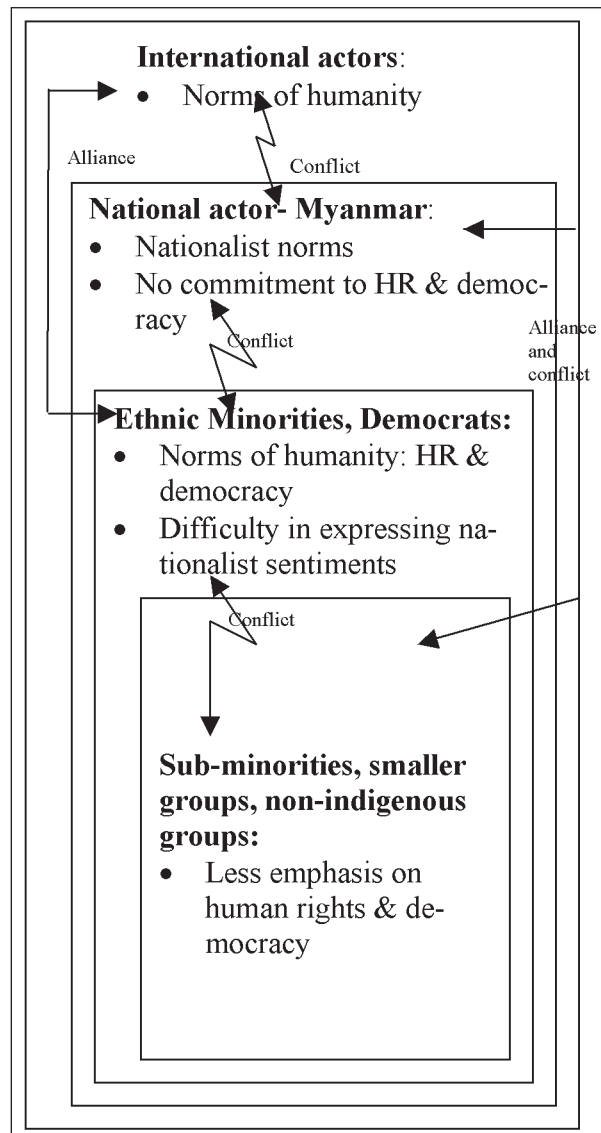 International actors:
• Norms of humanity
Alliance
Conflict
National actor- Myanmar:
• Nationalist norms
• No commitment to HR & democ-
racy
Conflict
Alliance
and
conflict
Ethnic Minorities, Democrats:
• Norms of humanity: HR &
democracy
• Difficulty in expressing na-
tionalist sentiments
Conflict
Sub-minorities, smaller
groups, non-indigenous
groups:
• Less emphasis on
human rights & de-
mocracy